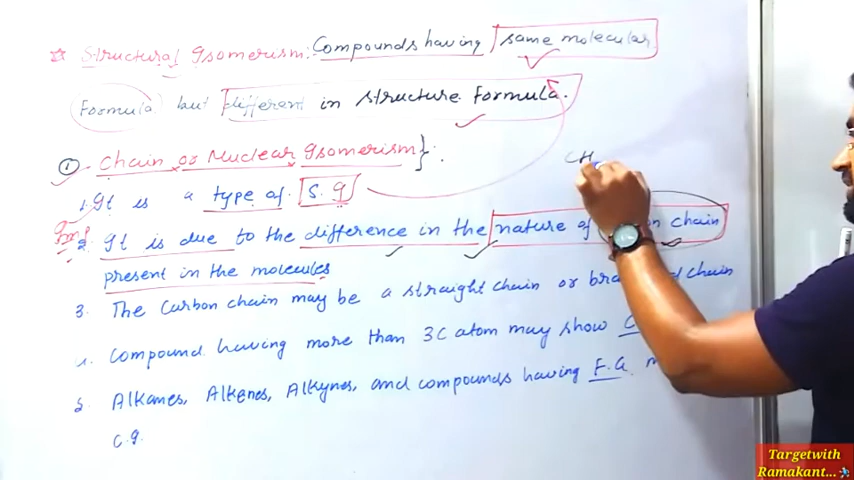 ☆ Structural Isomerism: Compounds having same molecular
Formula but different in structure Formula.
① - Chain or Nuclear Isomerism :
1. It is a type of S.I
CH
Imp
2. It is due to the difference in the nature of chain
present in the molecules
3. The Carbon chain may be a straight chain or chain
4. Compound having more than 3C atom may show
5. Alkanes, Alkenes, Alkynes, and compounds having F.G.
C.I.
Targetwith
Ramakant...